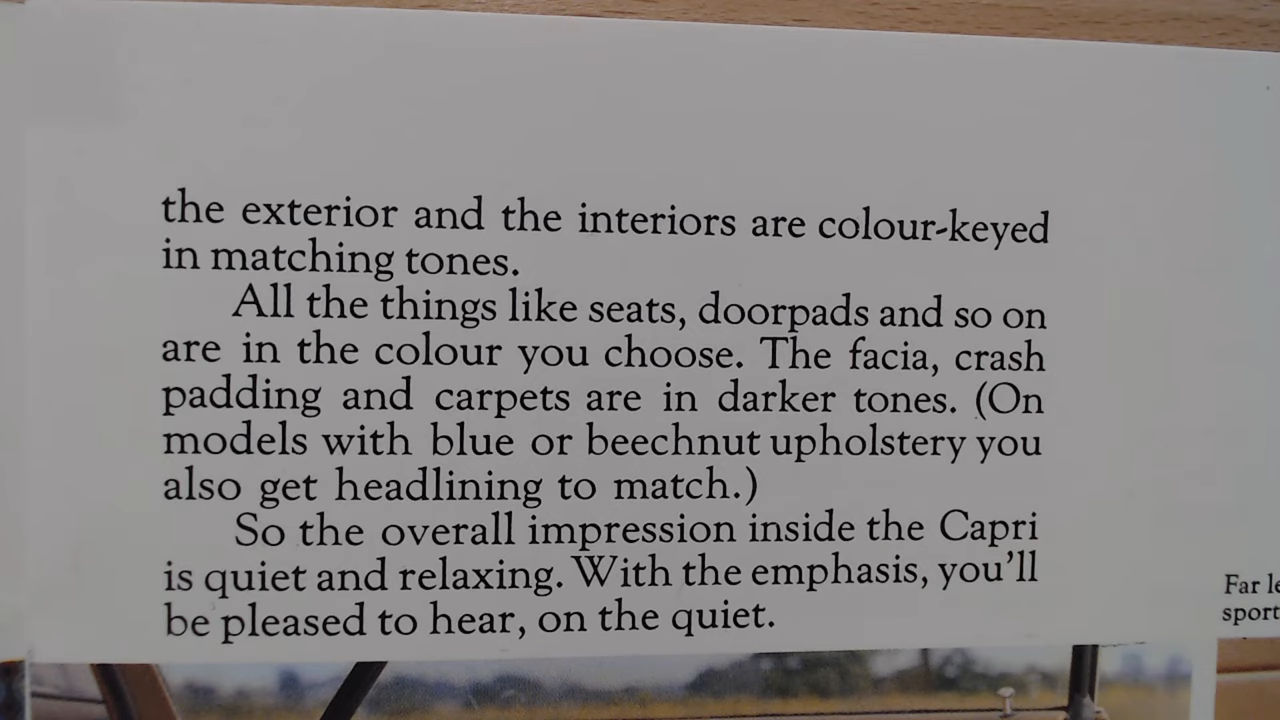 the exterior and the interiors are colour-keyed
in matching tones.
All the things like seats, doorpads and so on
are in the colour you choose. The facia, crash
padding and carpets are in darker tones. (On
models with blue or beechnut upholstery you
also get headlining to match.)
So the overall impression inside the Capri
is quiet and relaxing. With the emphasis, you'll
be pleased to hear, on the quiet.
Far
sport